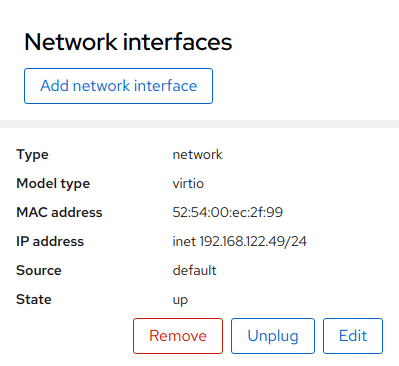 Network interfaces
Add network interface
Type network
Model type virtio
MAC address 52:54:00:ec:2f:99
IP address inet 192.168.122.49/24
Source default
State up
Remove Unplug Edit